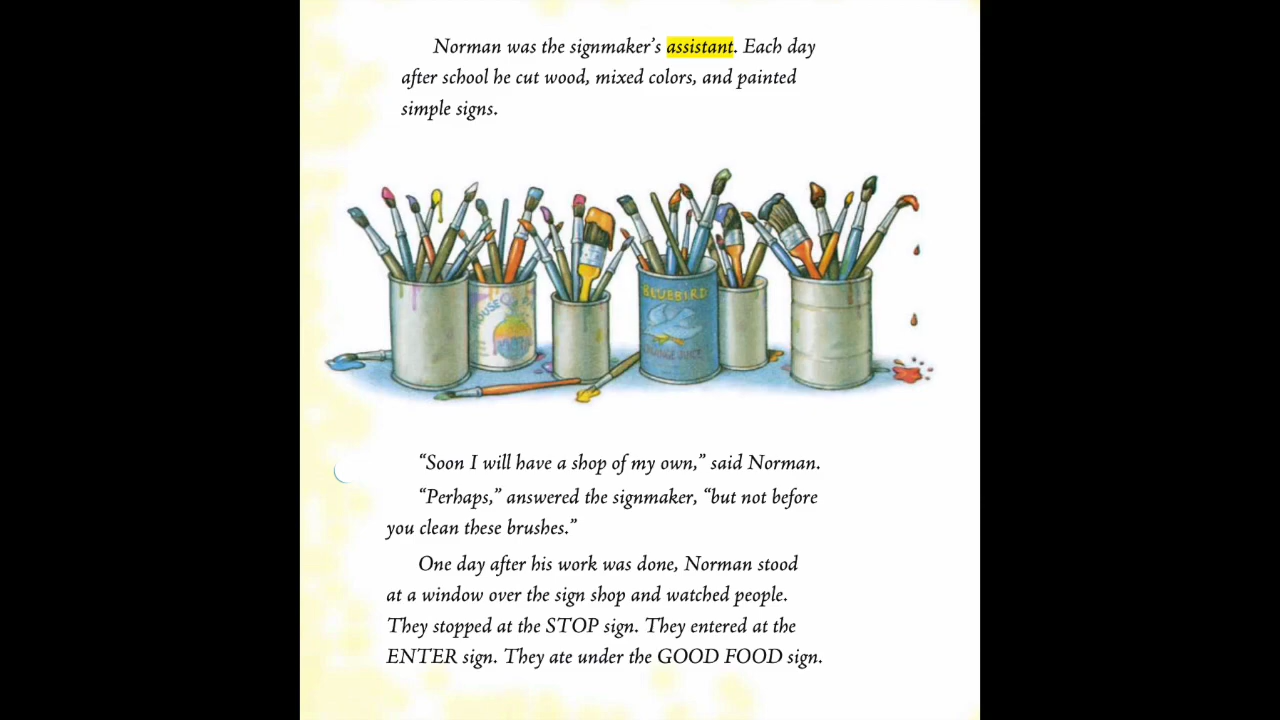 Norman was the signmaker’s assistant. Each day
after school he cut wood, mixed colors, and painted
simple signs.
HOUSE
BLUEBIRD
ORANGE JUICE
“Soon I will have a shop of my own,” said Norman.
“Perhaps,” answered the signmaker, “but not before
you clean these brushes.”
One day after his work was done, Norman stood
at a window over the sign shop and watched people.
They stopped at the STOP sign. They entered at the
ENTER sign. They ate under the GOOD FOOD sign.